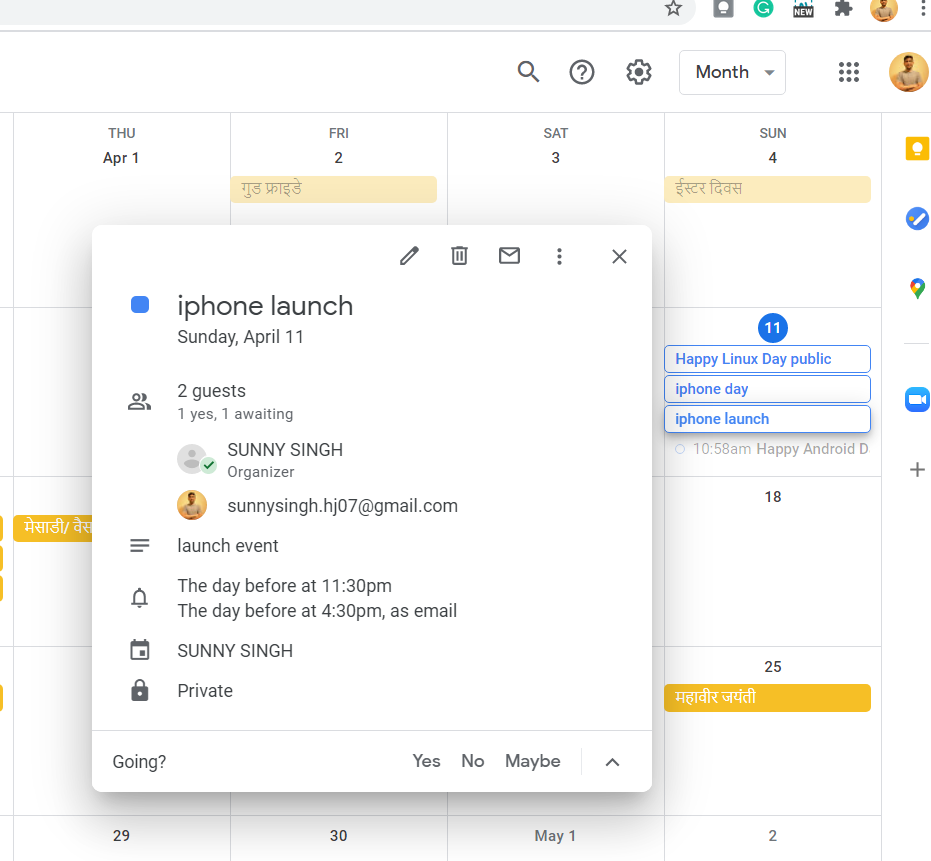 NEW
Month
THU
FRI
SAT
SUN
Apr 1
2
3
4
गुड फ्राइडे
ईस्टर दिवस
iphone launch
Sunday, April 11
2 guests
1 yes, 1 awaiting
SUNNY SINGH
Organizer
sunnysingh.hj07@gmail.com
launch event
The day before at 11:30pm
The day before at 4:30pm, as email
SUNNY SINGH
Private
Going?
Yes
No
Maybe
11
Happy Linux Day public
iphone day
iphone launch
10:58am Happy Android D
मेसाडी/ वैस
18
25
महावीर जयंती
29
30
May 1
2